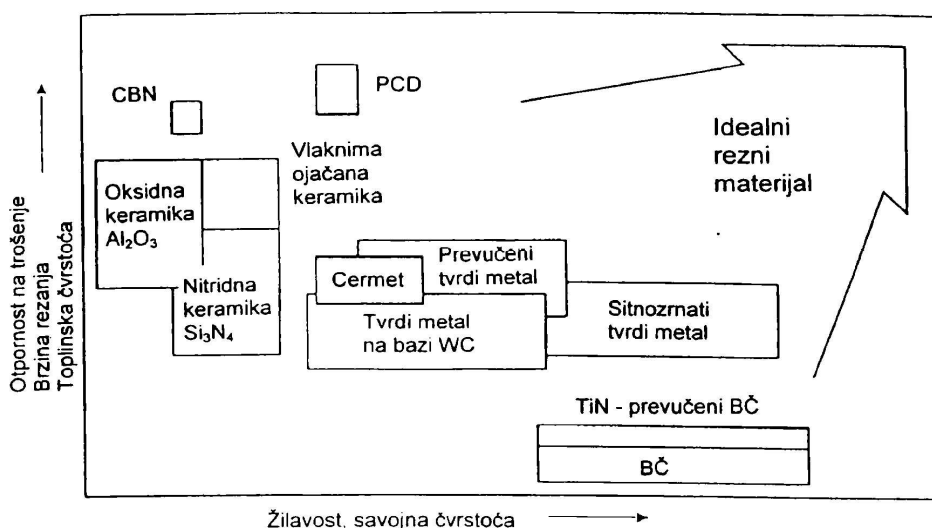 Otpornost na trošenje
Brzina rezanja
Toplinska čvrstoća
CBN
PCD
Vlaknima
ojačana
keramika
Idealni
rezni
materijal
Oksidna
keramika
Al₂O₃
Nitridna
keramika
Si₃N₄
Cermet
Prevučeni
tvrdi metal
Tvrdi metal
na bazi WC
Sitnozrnati
tvrdi metal
TiN - prevučeni BČ
BČ
Žilavost, savojna čvrstoća